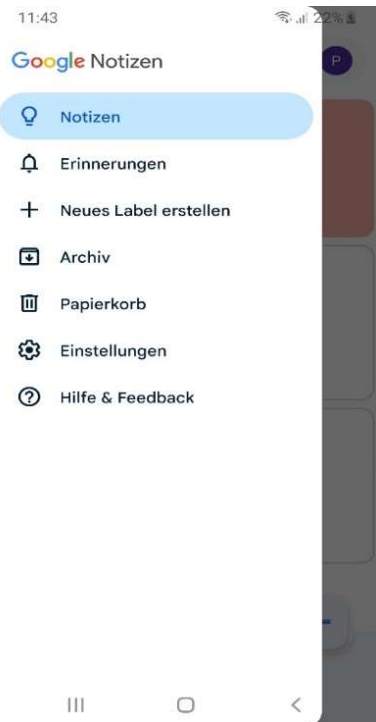 11:43 22%
Google Notizen
P
Notizen
Erinnerungen
Neues Label erstellen
Archiv
Papierkorb
Einstellungen
Hilfe & Feedback